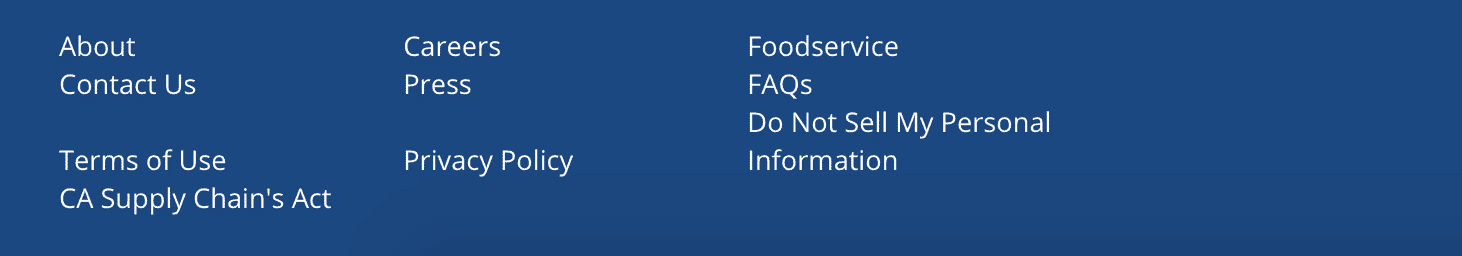 About
Careers
Foodservice
Contact Us
Press
FAQs
Do Not Sell My Personal
Information
Terms of Use
Privacy Policy
CA Supply Chain's Act